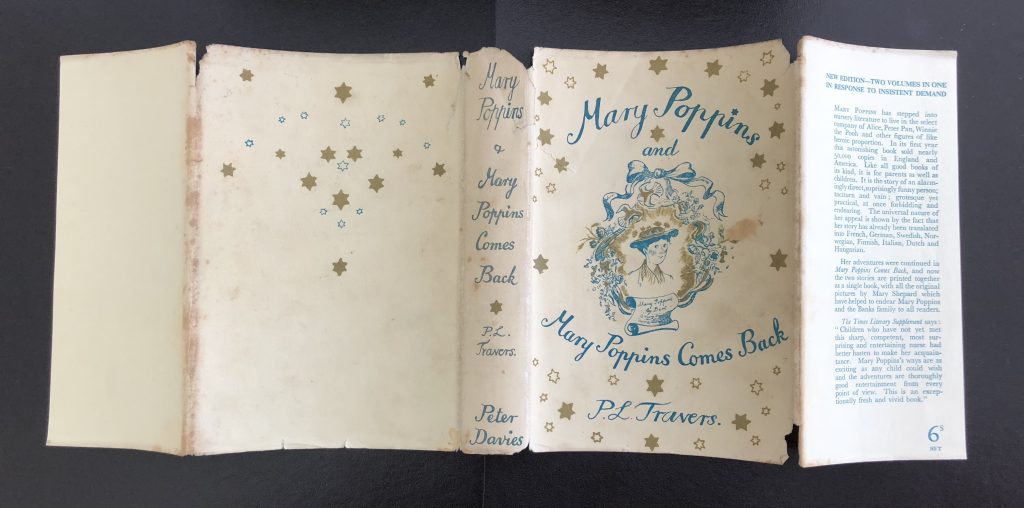 Mary
Poppins
&
Mary
Poppins
Comes
Back
P.L.
Travers.
Peter
Davies
Mary Poppins
and
Mary Poppins Comes Back
P.L. Travers.
NEW EDITION—TWO VOLUMES IN ONE
IN RESPONSE TO INSISTENT DEMAND
MARY POPPINS has stepped into
nursery literature to live in the select
company of Alice, Peter Pan, Winnie
the Pooh and other figures of like
heroic proportion. In its first year
this astonishing book sold nearly
50,000 copies in England and
America. Like all good books of
its kind, it is for parents as well as
children. It is the story of an alarm-
ingly direct, suprisingly funny person;
taciturn and vain; grotesque yet
practical, at once forbidding and
endearing. The universal nature of
her appeal is shown by the fact that
her story has already been translated
into French, German, Swedish, Nor-
wegian, Finnish, Italian, Dutch and
Hungarian.
Her adventures were continued in
Mary Poppins Comes Back, and now
the two stories are printed together
as a single book, with all the original
pictures by Mary Shepard which
have helped to endear Mary Poppins
and the Banks family to all readers.
The Times Literary Supplement says:
"Children who have not yet met
this sharp, competent, most sur-
prising and entertaining nurse had
better hasten to make her acquain-
tance. Mary Poppins's ways are as
exciting as any child could wish
and the adventures are thoroughly
good entertainment from every
point of view. This is an excep-
tionally fresh and vivid book."
6s
NET